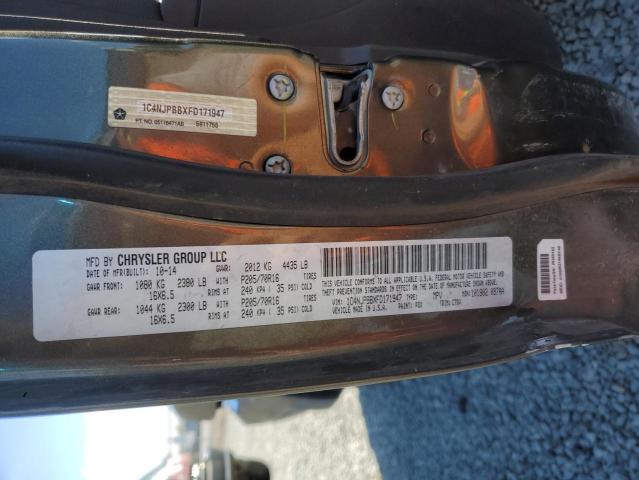 1C4NJPBBXFD171947
PT. NO. 05116471AB
MFD BY CHRYSLER GROUP LLC
DATE OF MFR(BUILT): 10-14 GVWR: 2012 KG 4435 LB
GAWR FRONT: 1080 KG 2380 LB WITH P205/70R16 TIRES
16X6.5 RIMS AT 240 KPA ( 35 PSI) COLD
GAWR REAR: 1044 KG 2300 LB WITH P205/70R16 TIRES
16X6.5 RIMS AT 240 KPA ( 35 PSI) COLD
THIS VEHICLE CONFORMS TO ALL APPLICABLE U.S.A. FEDERAL MOTOR VEHICLE SAFETY AND
THEFT PREVENTION STANDARDS IN EFFECT ON THE DATE OF MANUFACTURE SHOWN ABOVE.
VIN: 1C4NJPBBXFD171947 TYPE: MPV
VEHICLE MADE IN U.S.A. PAINT: TRIM: